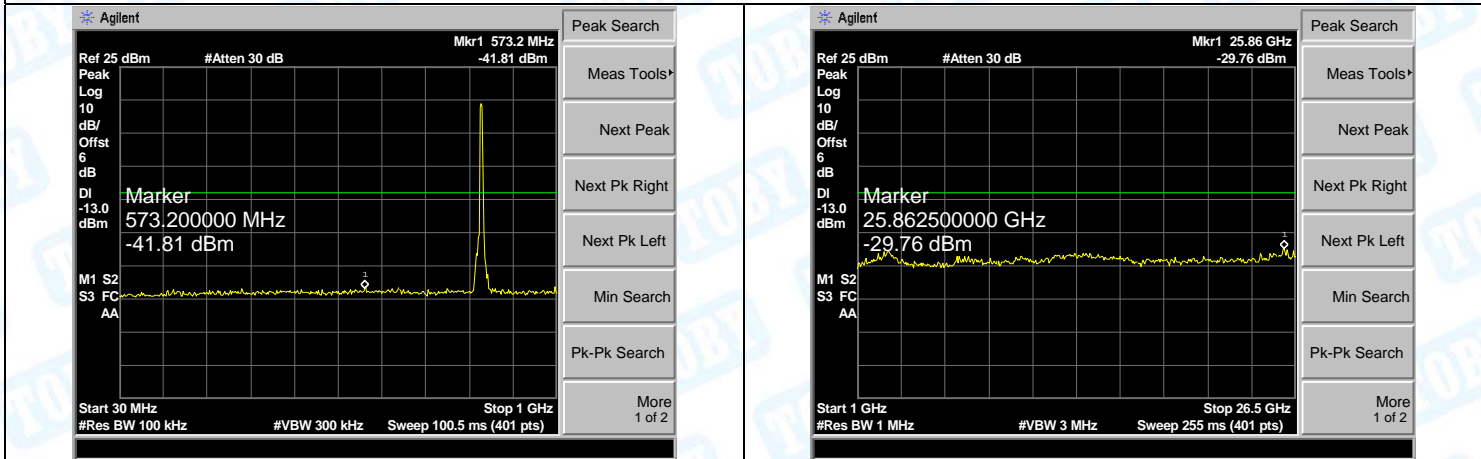 Agilent
Peak Search
Mkr1 573.2 MHz
Ref 25 dBm #Atten 30 dB -41.81 dBm
Peak
Log
10
dB/
Offst
6
dB
DI
-13.0
dBm
Marker
573.200000 MHz
-41.81 dBm
1
M1 S2
S3 FC
AA
Start 30 MHz Stop 1 GHz
#Res BW 100 kHz #VBW 300 kHz Sweep 100.5 ms (401 pts)
Meas Tools
Next Peak
Next Pk Right
Next Pk Left
Min Search
Pk-Pk Search
More
1 of 2
Agilent
Peak Search
Mkr1 25.86 GHz
Ref 25 dBm #Atten 30 dB -29.76 dBm
Peak
Log
10
dB/
Offst
6
dB
DI
-13.0
dBm
Marker
25.862500000 GHz
-29.76 dBm
1
M1 S2
S3 FC
AA
Start 1 GHz Stop 26.5 GHz
#Res BW 1 MHz #VBW 3 MHz Sweep 255 ms (401 pts)
Meas Tools
Next Peak
Next Pk Right
Next Pk Left
Min Search
Pk-Pk Search
More
1 of 2
TOBY
TOBY
TOBY
TOBY